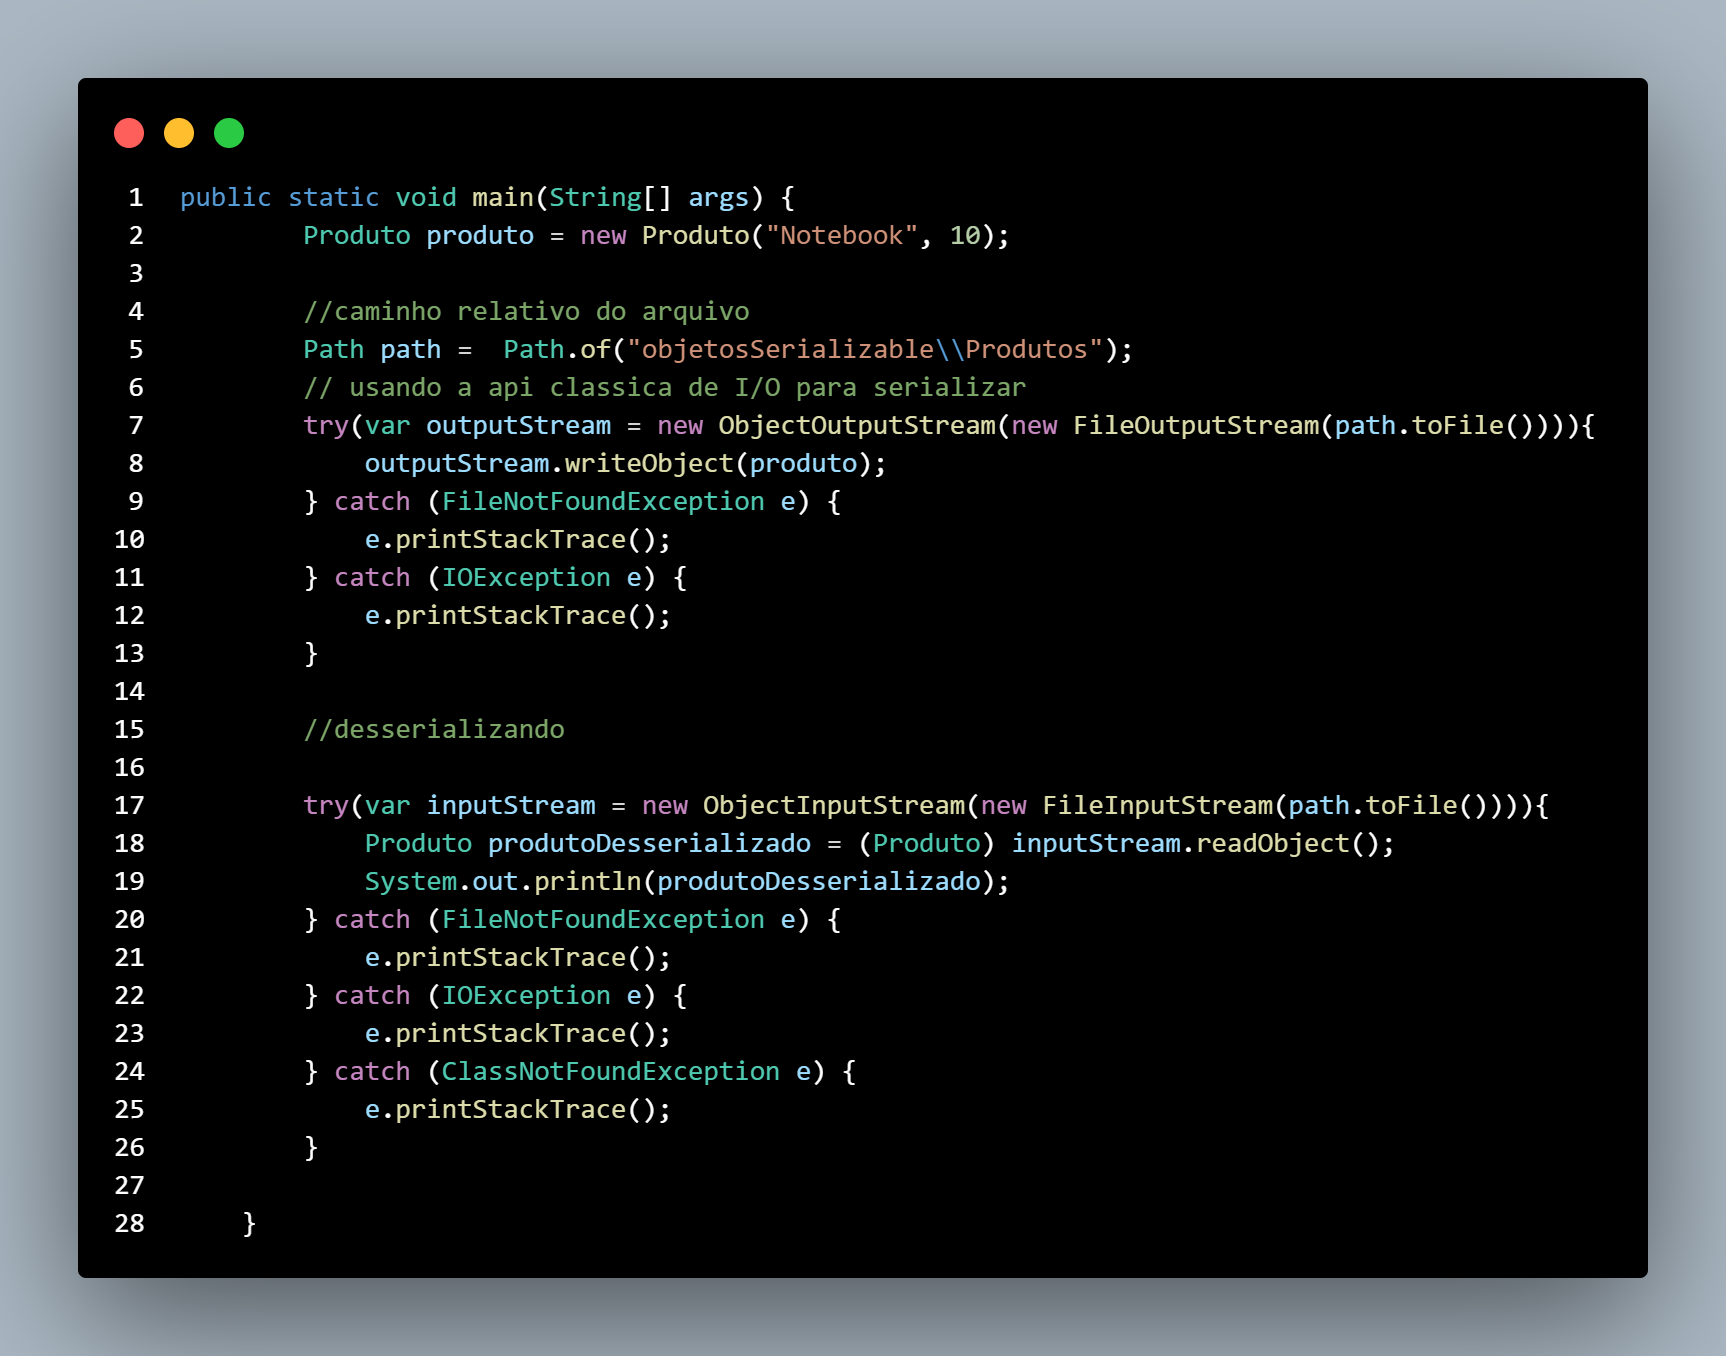 1 public static void main(String[] args) {
2 Produto produto = new Produto("Notebook", 10);
3
4 //caminho relativo do arquivo
5 Path path =  Path.of("objetosSerializable\\Produtos");
6 // usando a api classica de I/O para serializar
7 try(var outputStream = new ObjectOutputStream(new FileOutputStream(path.toFile()))){
8 outputStream.writeObject(produto);
9 } catch (FileNotFoundException e) {
10 e.printStackTrace();
11 } catch (IOException e) {
12 e.printStackTrace();
13 }
14
15 //desserializando
16
17 try(var inputStream = new ObjectInputStream(new FileInputStream(path.toFile()))){
18 Produto produtoDesserializado = (Produto) inputStream.readObject();
19 System.out.println(produtoDesserializado);
20 } catch (FileNotFoundException e) {
21 e.printStackTrace();
22 } catch (IOException e) {
23 e.printStackTrace();
24 } catch (ClassNotFoundException e) {
25 e.printStackTrace();
26 }
27
28 }